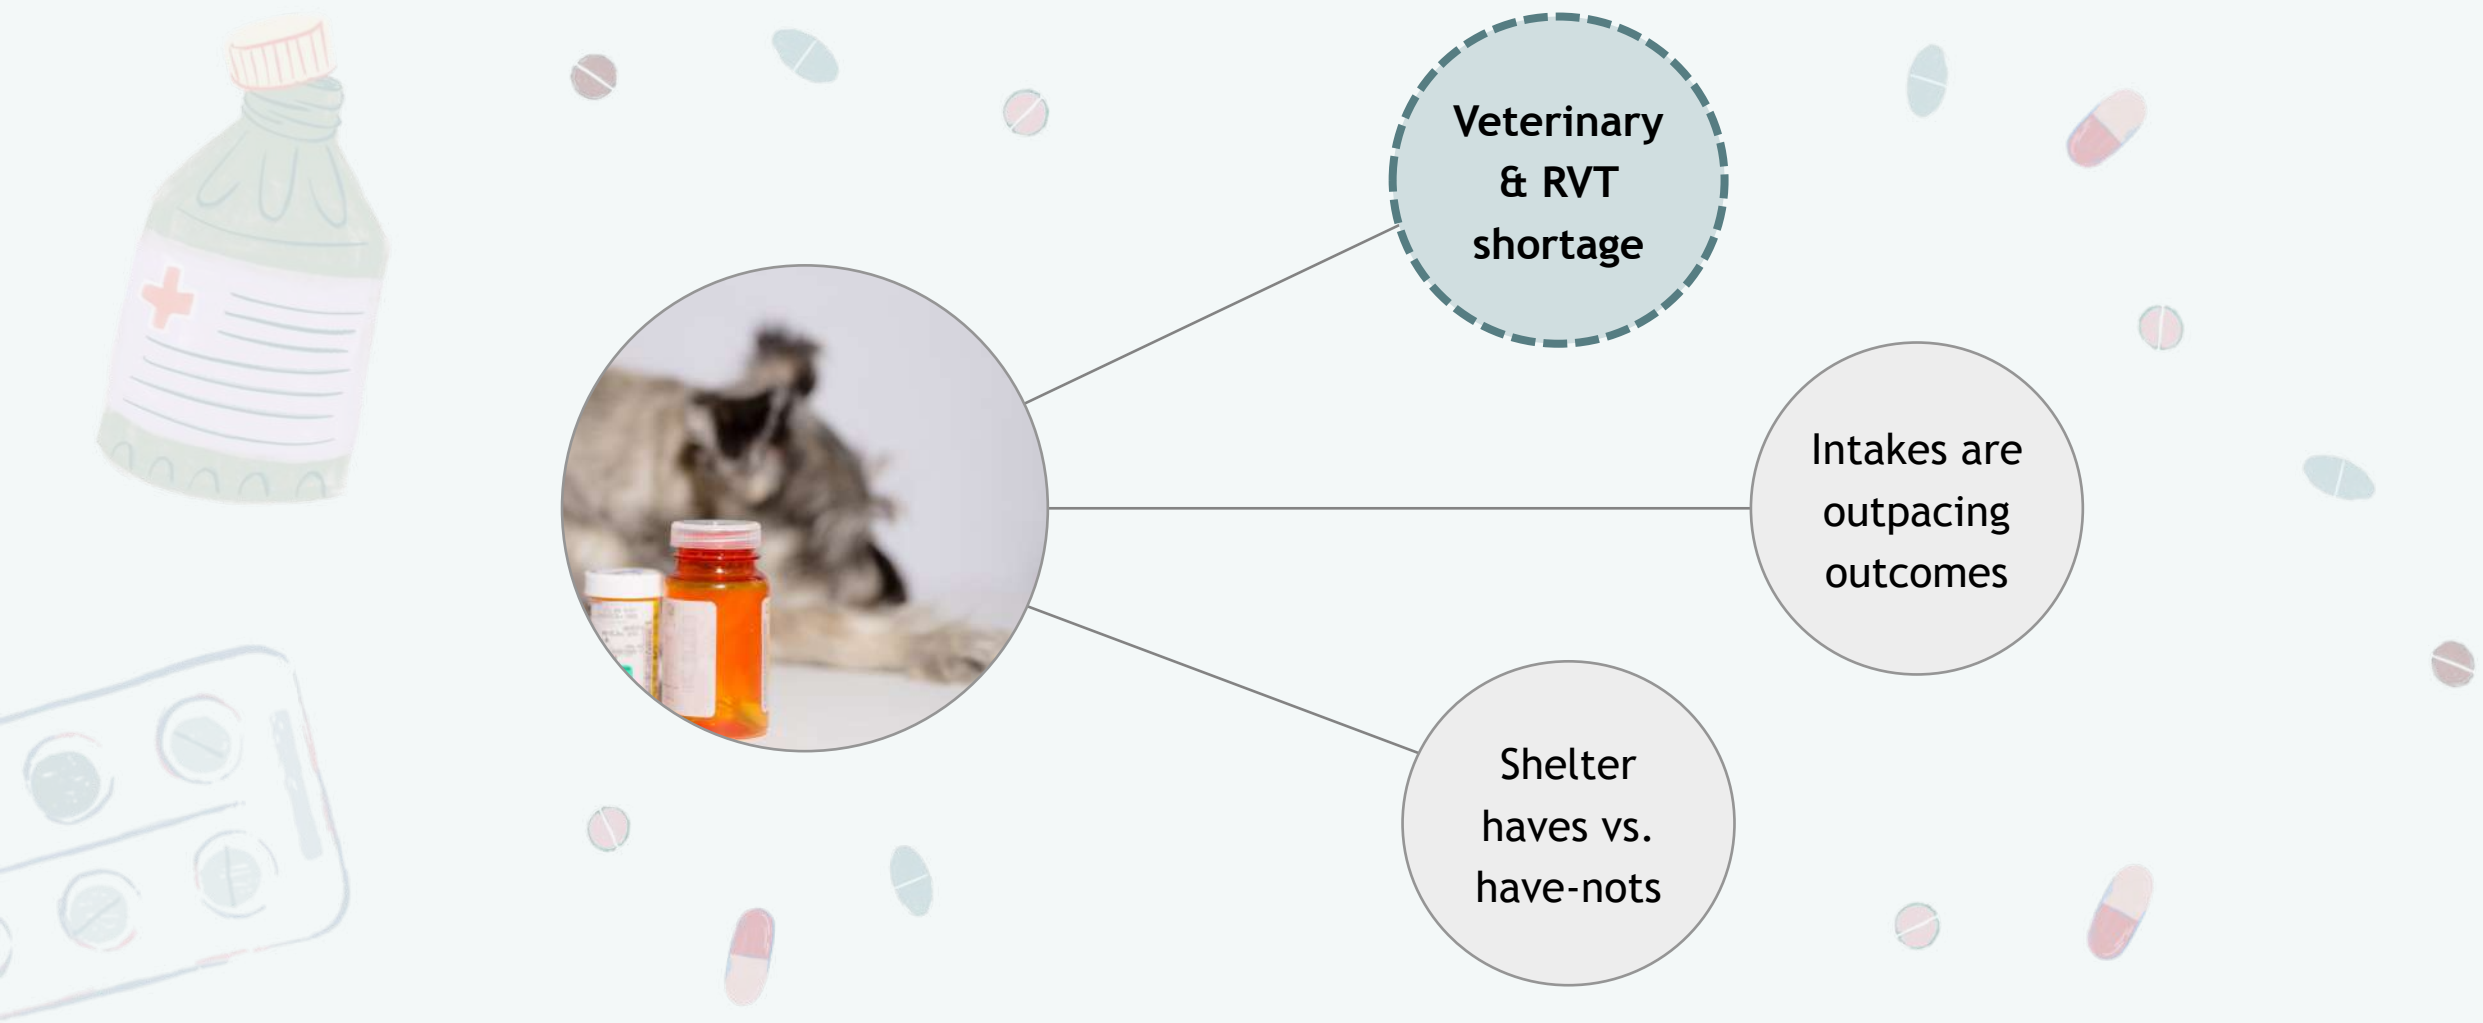 Veterinary
& RVT
shortage
Intakes are
outpacing
outcomes
Shelter
haves vs.
have-nots